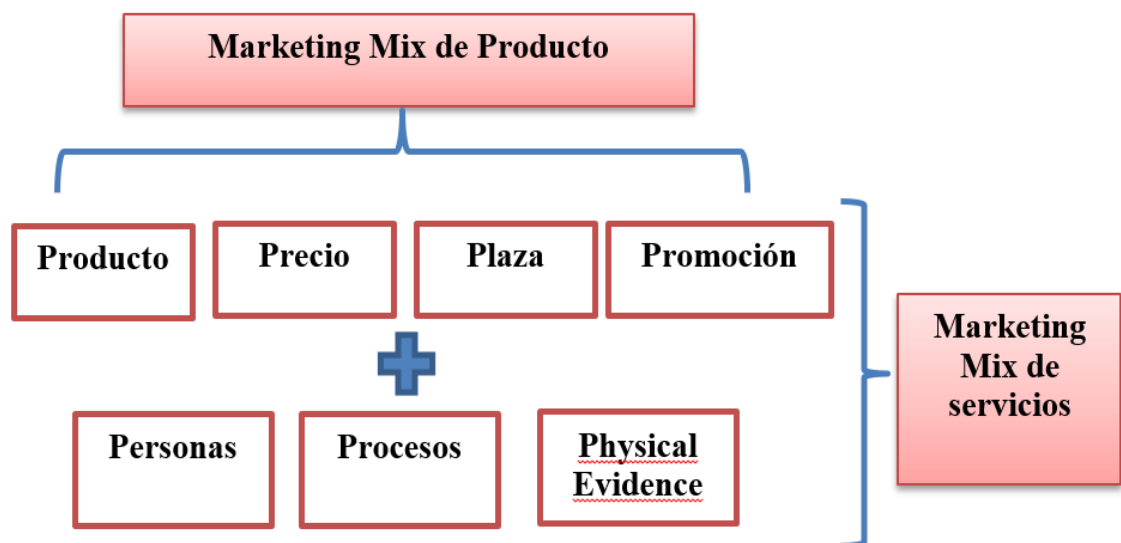 Marketing Mix de Producto
Producto
Precio
Plaza
Promoción
Marketing
Mix de
servicios
Personas
Procesos
Physical
Evidence